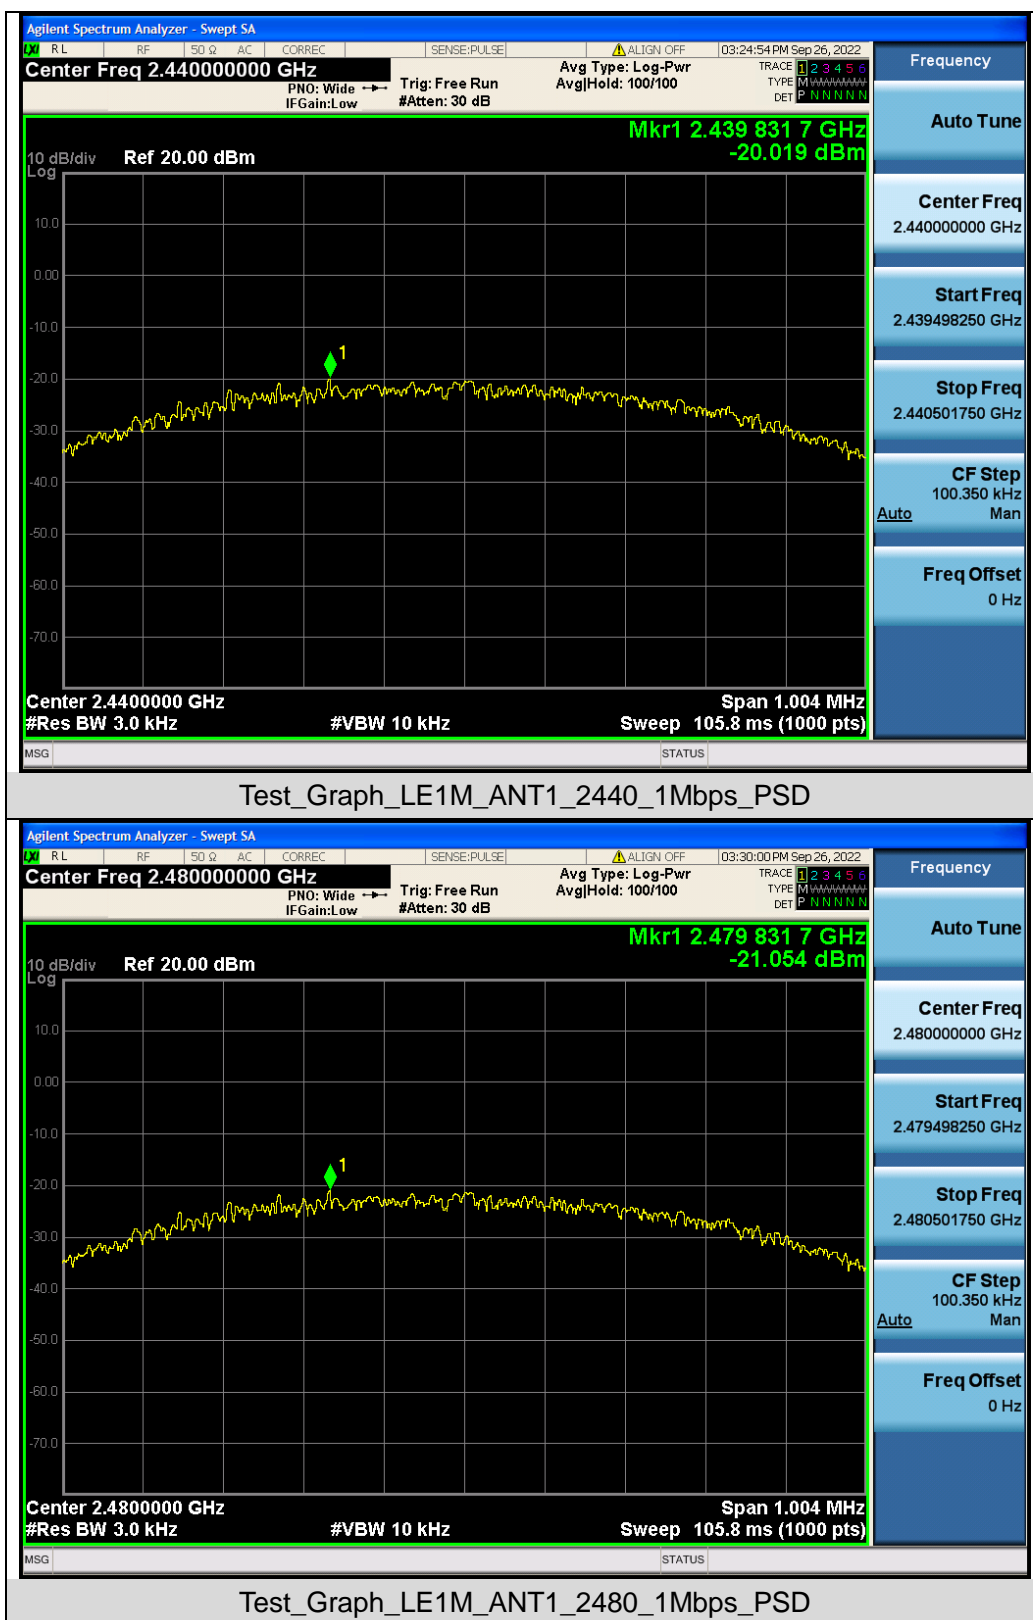 Agilent Spectrum Analyzer - Swept SA
LXI RL RF 50 Ω AC CORREC SENSE:PULSE ALIGN OFF 03:24:54 PM Sep 26, 2022
Center Freq 2.440000000 GHz
PNO: Wide
IFGain:Low
Trig: Free Run
#Atten: 30 dB
Avg Type: Log-Pwr
Avg|Hold: 100/100
TRACE 1 2 3 4 5 6
TYPE M W W W W W
DET P N N N N N
Mkr1 2.439 831 7 GHz
-20.019 dBm
10 dB/div Ref 20.00 dBm
Log
10.0
0.00
-10.0
-20.0
-30.0
-40.0
-50.0
-60.0
-70.0
1
Center 2.4400000 GHz Span 1.004 MHz
#Res BW 3.0 kHz #VBW 10 kHz Sweep 105.8 ms (1000 pts)
MSG STATUS
Frequency
Auto Tune
Center Freq
2.440000000 GHz
Start Freq
2.439498250 GHz
Stop Freq
2.440501750 GHz
CF Step
100.350 kHz
Auto Man
Freq Offset
0 Hz
Test_Graph_LE1M_ANT1_2440_1Mbps_PSD
Agilent Spectrum Analyzer - Swept SA
LXI RL RF 50 Ω AC CORREC SENSE:PULSE ALIGN OFF 03:30:00 PM Sep 26, 2022
Center Freq 2.480000000 GHz
PNO: Wide
IFGain:Low
Trig: Free Run
#Atten: 30 dB
Avg Type: Log-Pwr
Avg|Hold: 100/100
TRACE 1 2 3 4 5 6
TYPE M W W W W W
DET P N N N N N
Mkr1 2.479 831 7 GHz
-21.054 dBm
10 dB/div Ref 20.00 dBm
Log
10.0
0.00
-10.0
-20.0
-30.0
-40.0
-50.0
-60.0
-70.0
1
Center 2.4800000 GHz Span 1.004 MHz
#Res BW 3.0 kHz #VBW 10 kHz Sweep 105.8 ms (1000 pts)
MSG STATUS
Frequency
Auto Tune
Center Freq
2.480000000 GHz
Start Freq
2.479498250 GHz
Stop Freq
2.480501750 GHz
CF Step
100.350 kHz
Auto Man
Freq Offset
0 Hz
Test_Graph_LE1M_ANT1_2480_1Mbps_PSD